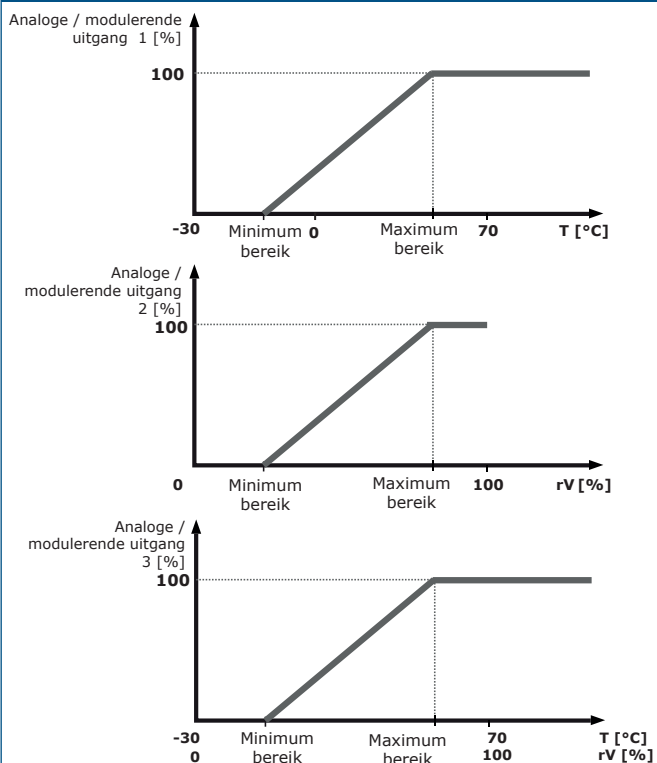 Analoge / modulerende
uitgang 1 [%]
100
-30 Minimum 0 Maximum 70 T [°C]
bereik bereik
Analoge /
modulerende uitgang
2 [%]
100
0 Minimum Maximum 100 rV [%]
bereik bereik
Analoge /
modulerende uitgang
3 [%]
100
-30 Minimum Maximum 70 T [°C]
0 bereik bereik 100 rV [%]